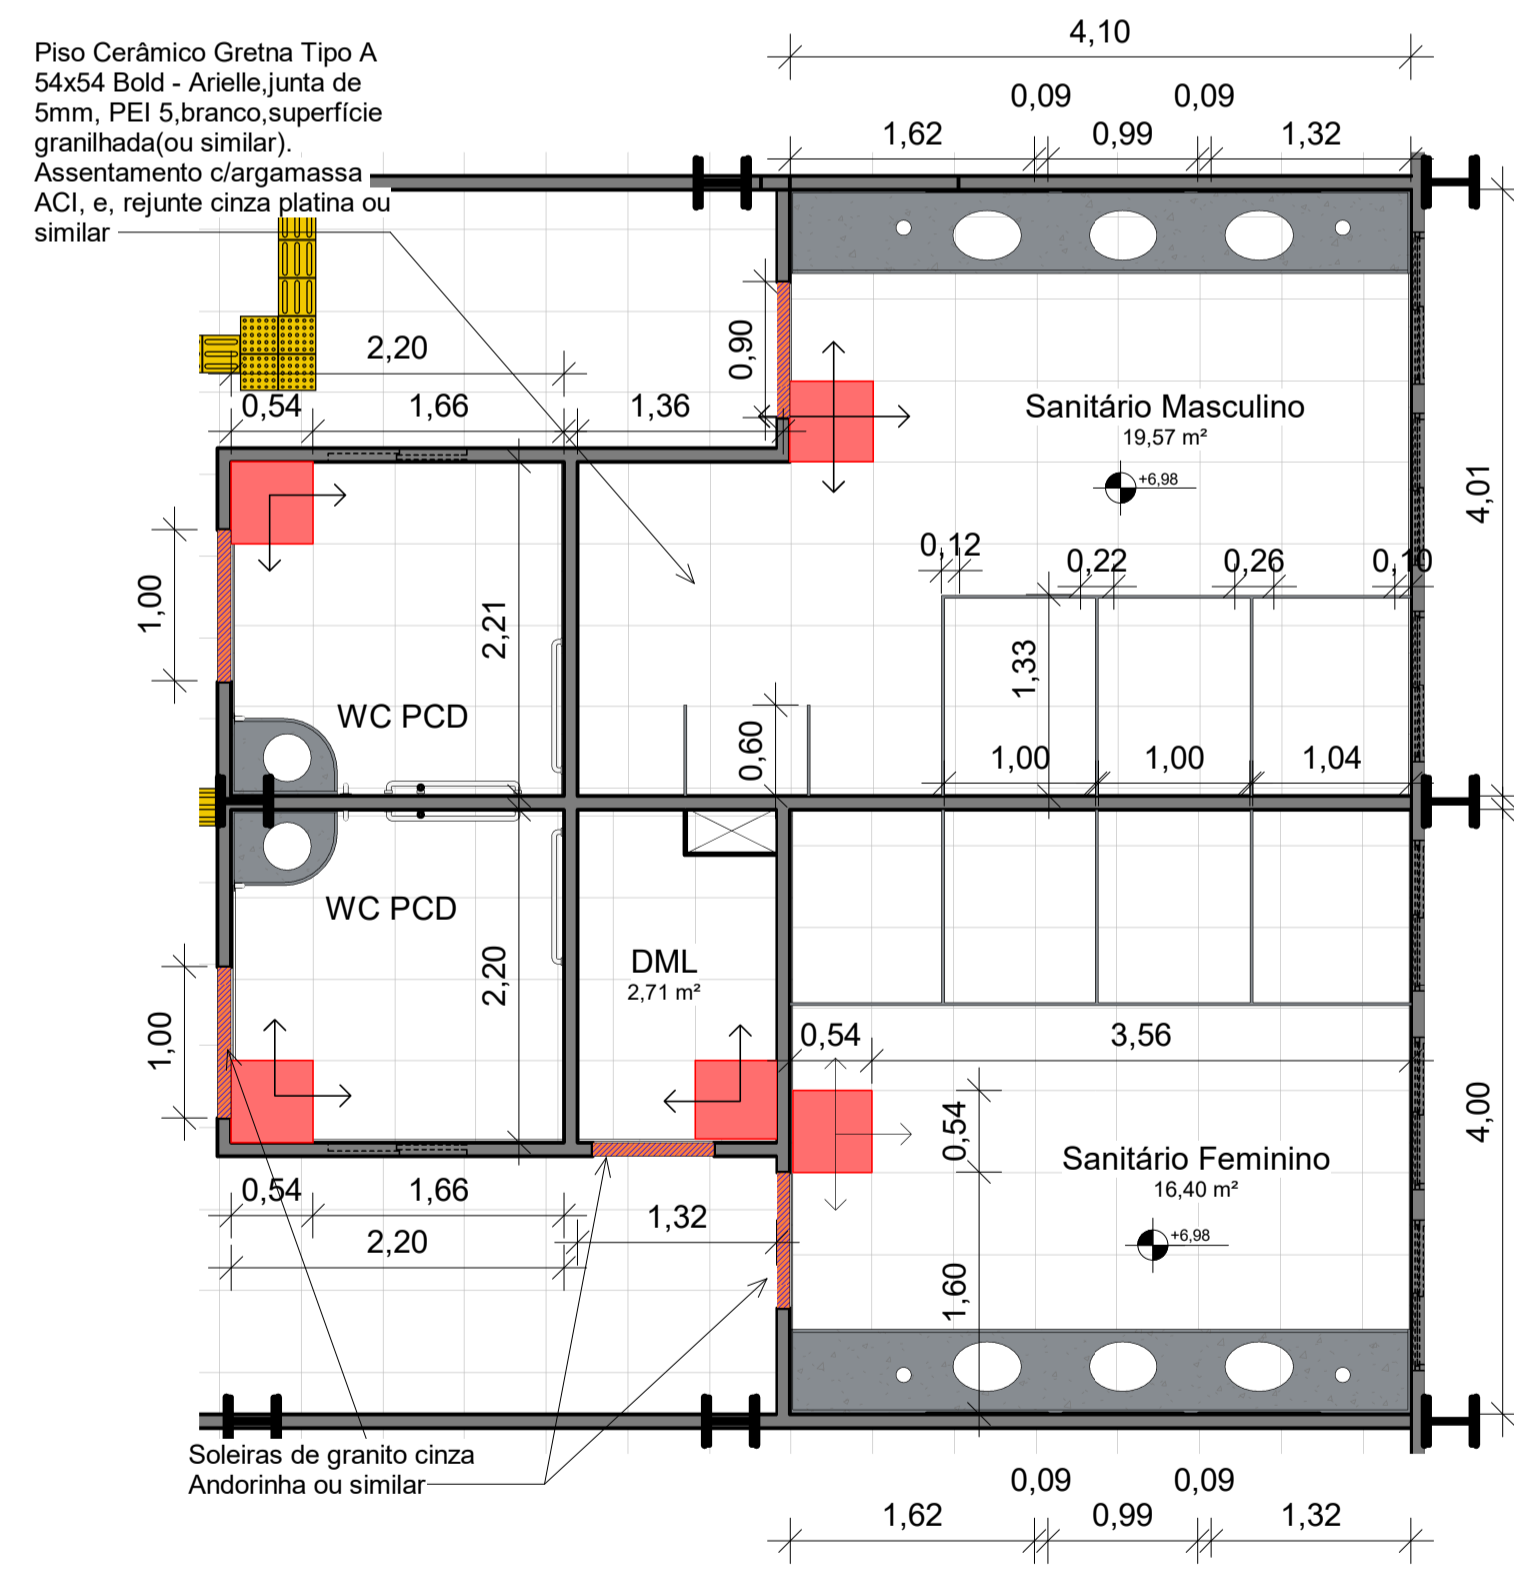 Piso Cerâmico Gretna Tipo A
54x54 Bold - Arielle,junta de
5mm, PEI 5,branco,superfície
granilhada(ou similar).
Assentamento c/argamassa
ACI, e, rejunte cinza platina ou
similar
4,10
0,09
0,09
1,62
0,99
1,32
2,20
0,54
1,66
1,36
0,90
Sanitário Masculino
19,57 m²
+6,98
4,01
0,12
0,22
0,26
0,10
1,00
2,21
1,33
WC PCD
0,60
1,00
1,00
1,04
WC PCD
2,20
DML
2,71 m²
1,00
0,54
3,56
0,54
4,00
Sanitário Feminino
16,40 m²
+6,98
0,54
1,66
1,32
2,20
1,60
Soleiras de granito cinza
Andorinha ou similar
0,09
0,09
1,62
0,99
1,32